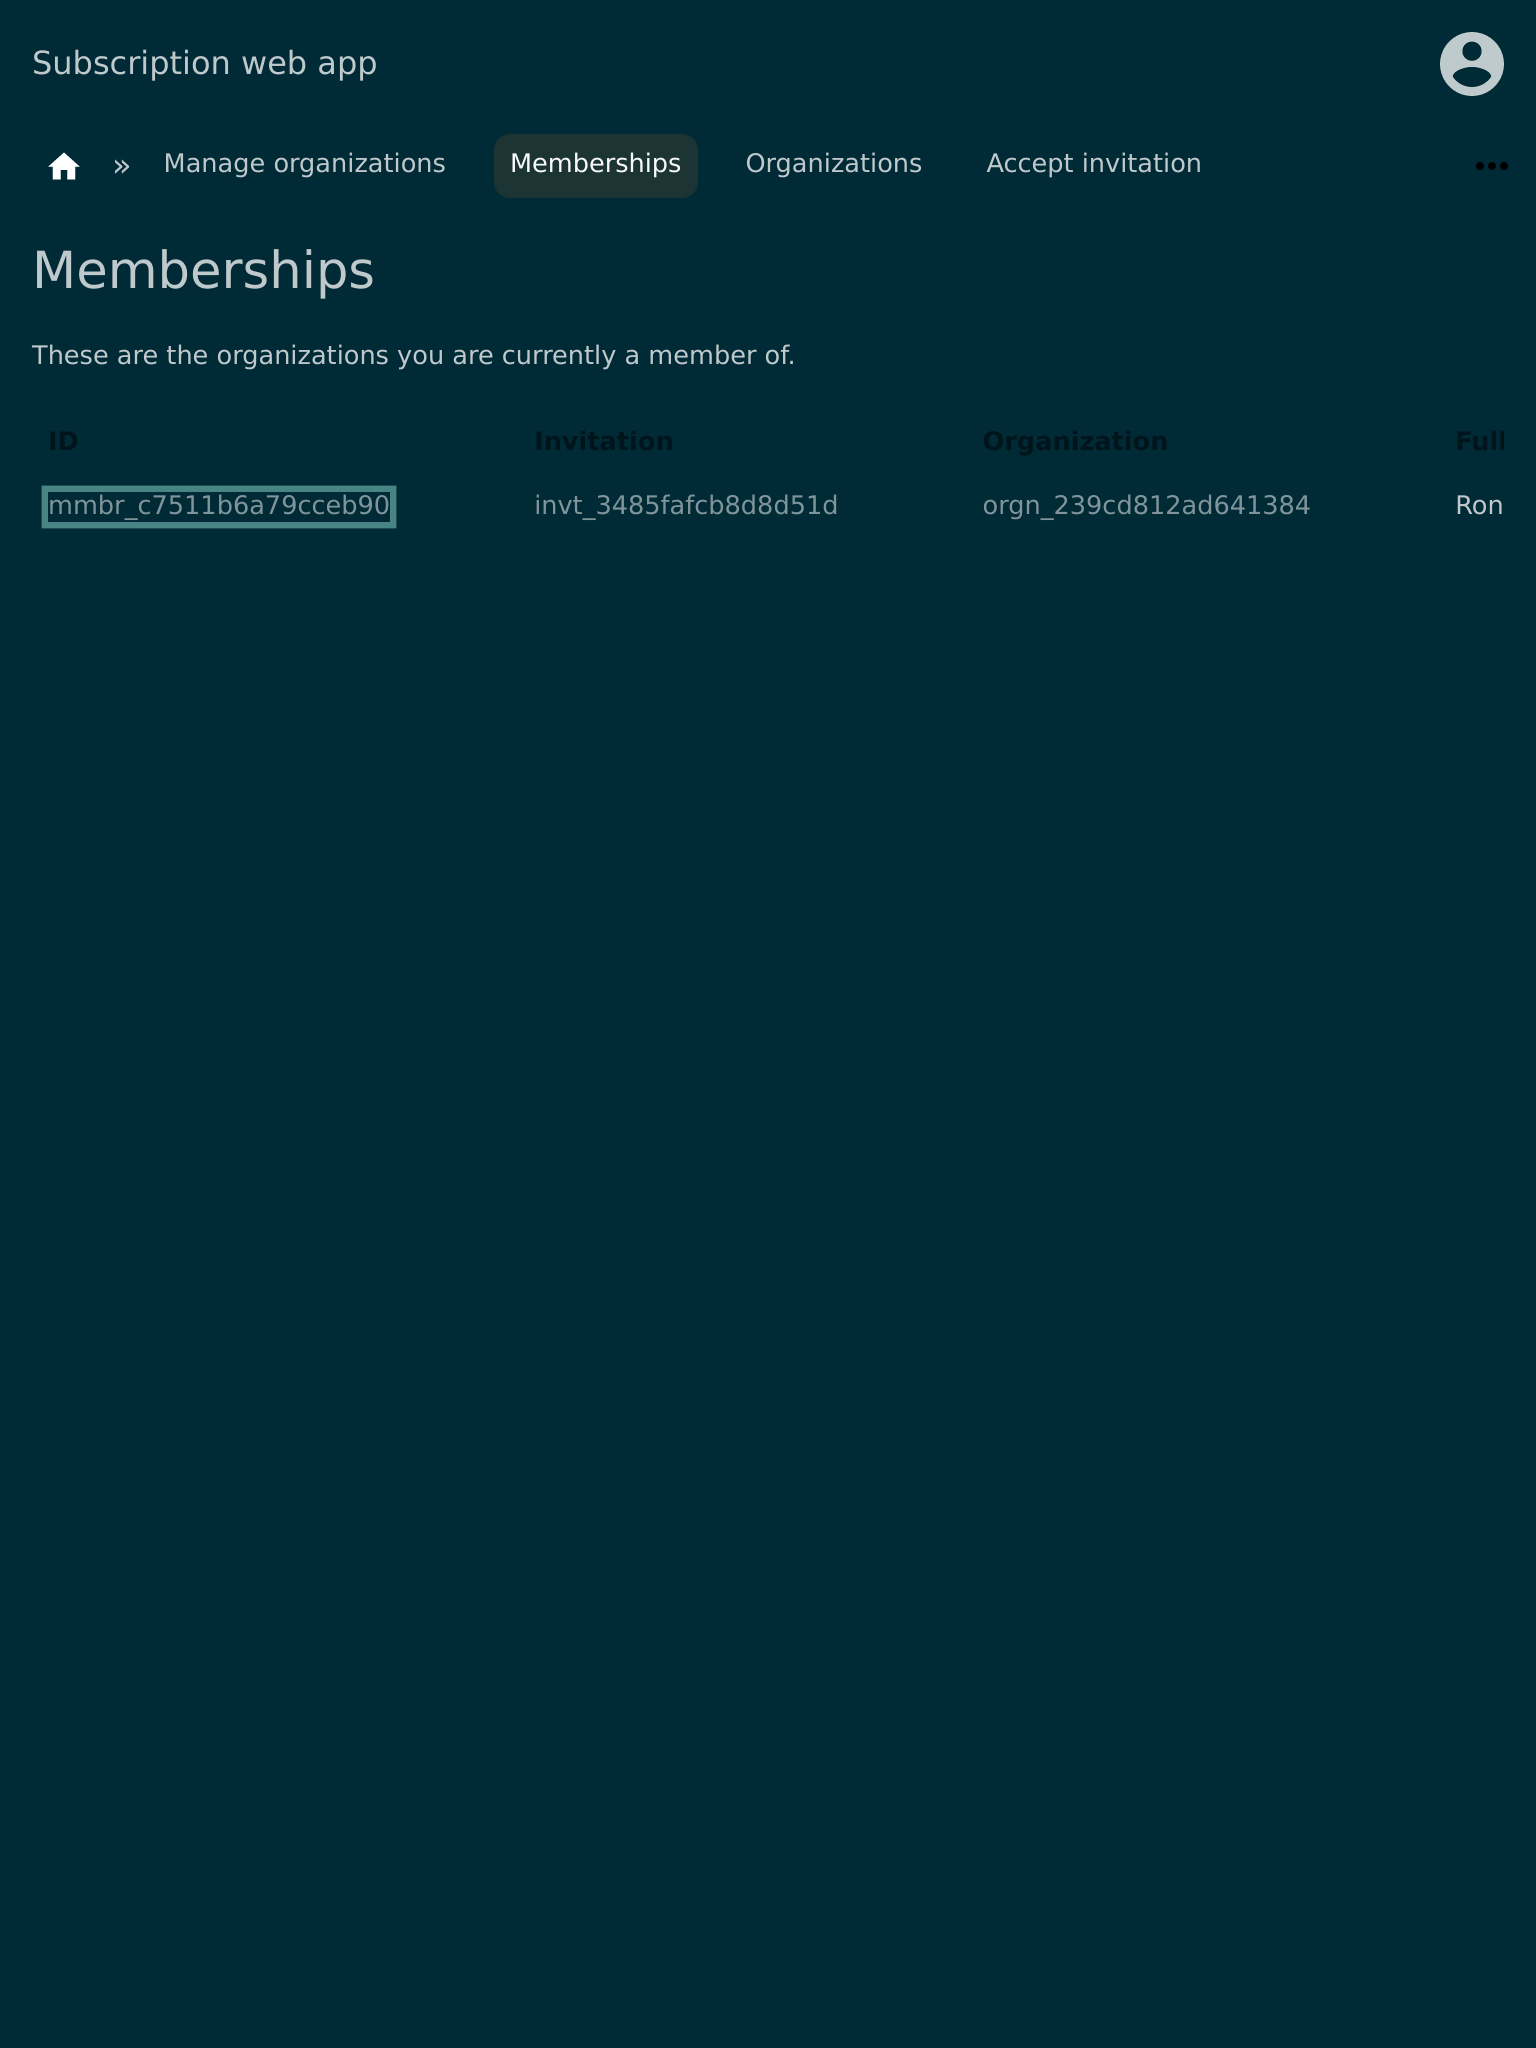 Subscription web app
» Manage organizations Memberships Organizations Accept invitation •••
Memberships
These are the organizations you are currently a member of.
ID Invitation Organization Full
mmbr_c7511b6a79cceb90 invt_3485fafcb8d8d51d orgn_239cd812ad641384 Ron